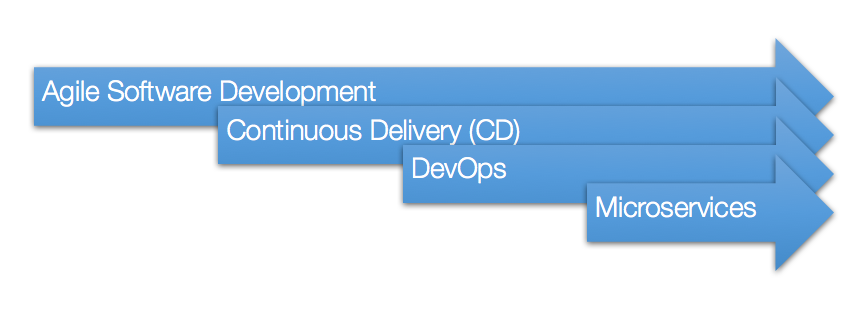 Agile Software Development
Continuous Delivery (CD)
DevOps
Microservices